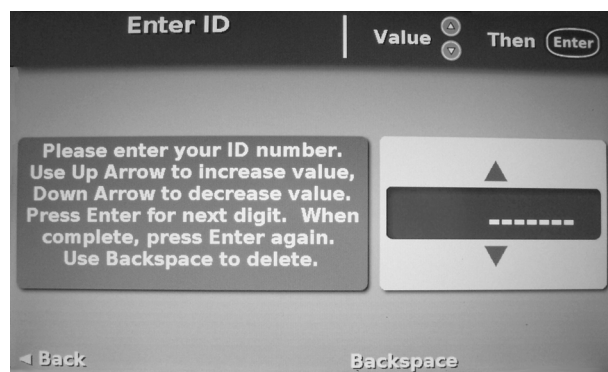 Enter ID
Value
Then Enter
Please enter your ID number.
Use Up Arrow to increase value,
Down Arrow to decrease value.
Press Enter for next digit. When
complete, press Enter again.
Use Backspace to delete.
-------
Back
Backspace